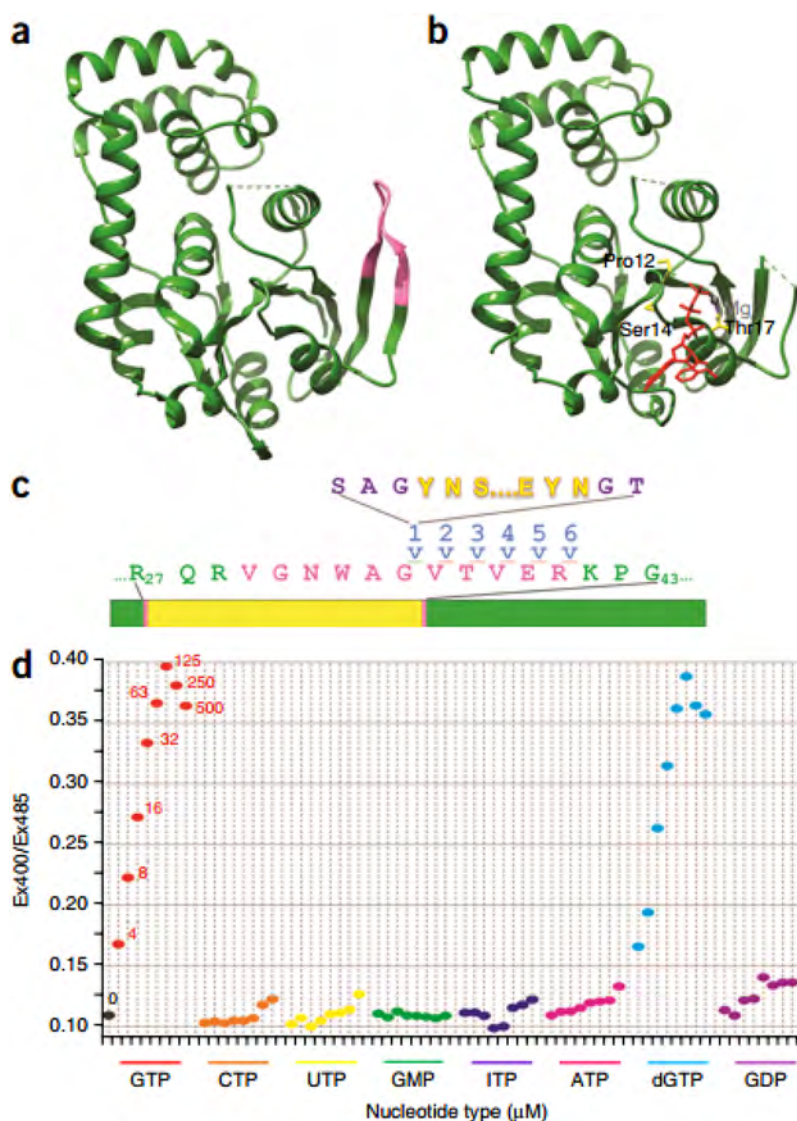 a
b
Pro12
Mg
Ser14
Thr17
c
S A G Y N S....E Y N G T
1 2 3 4 5 6
V V V V V V
...R27 Q R V G N W A G V T V E R K P G43...
d
0.40
0.35
0.30
0.25
0.20
0.15
0.10
Ex400/Ex485
125
63
250
500
32
16
8
4
0
GTP CTP UTP GMP ITP ATP dGTP GDP
Nucleotide type (μM)